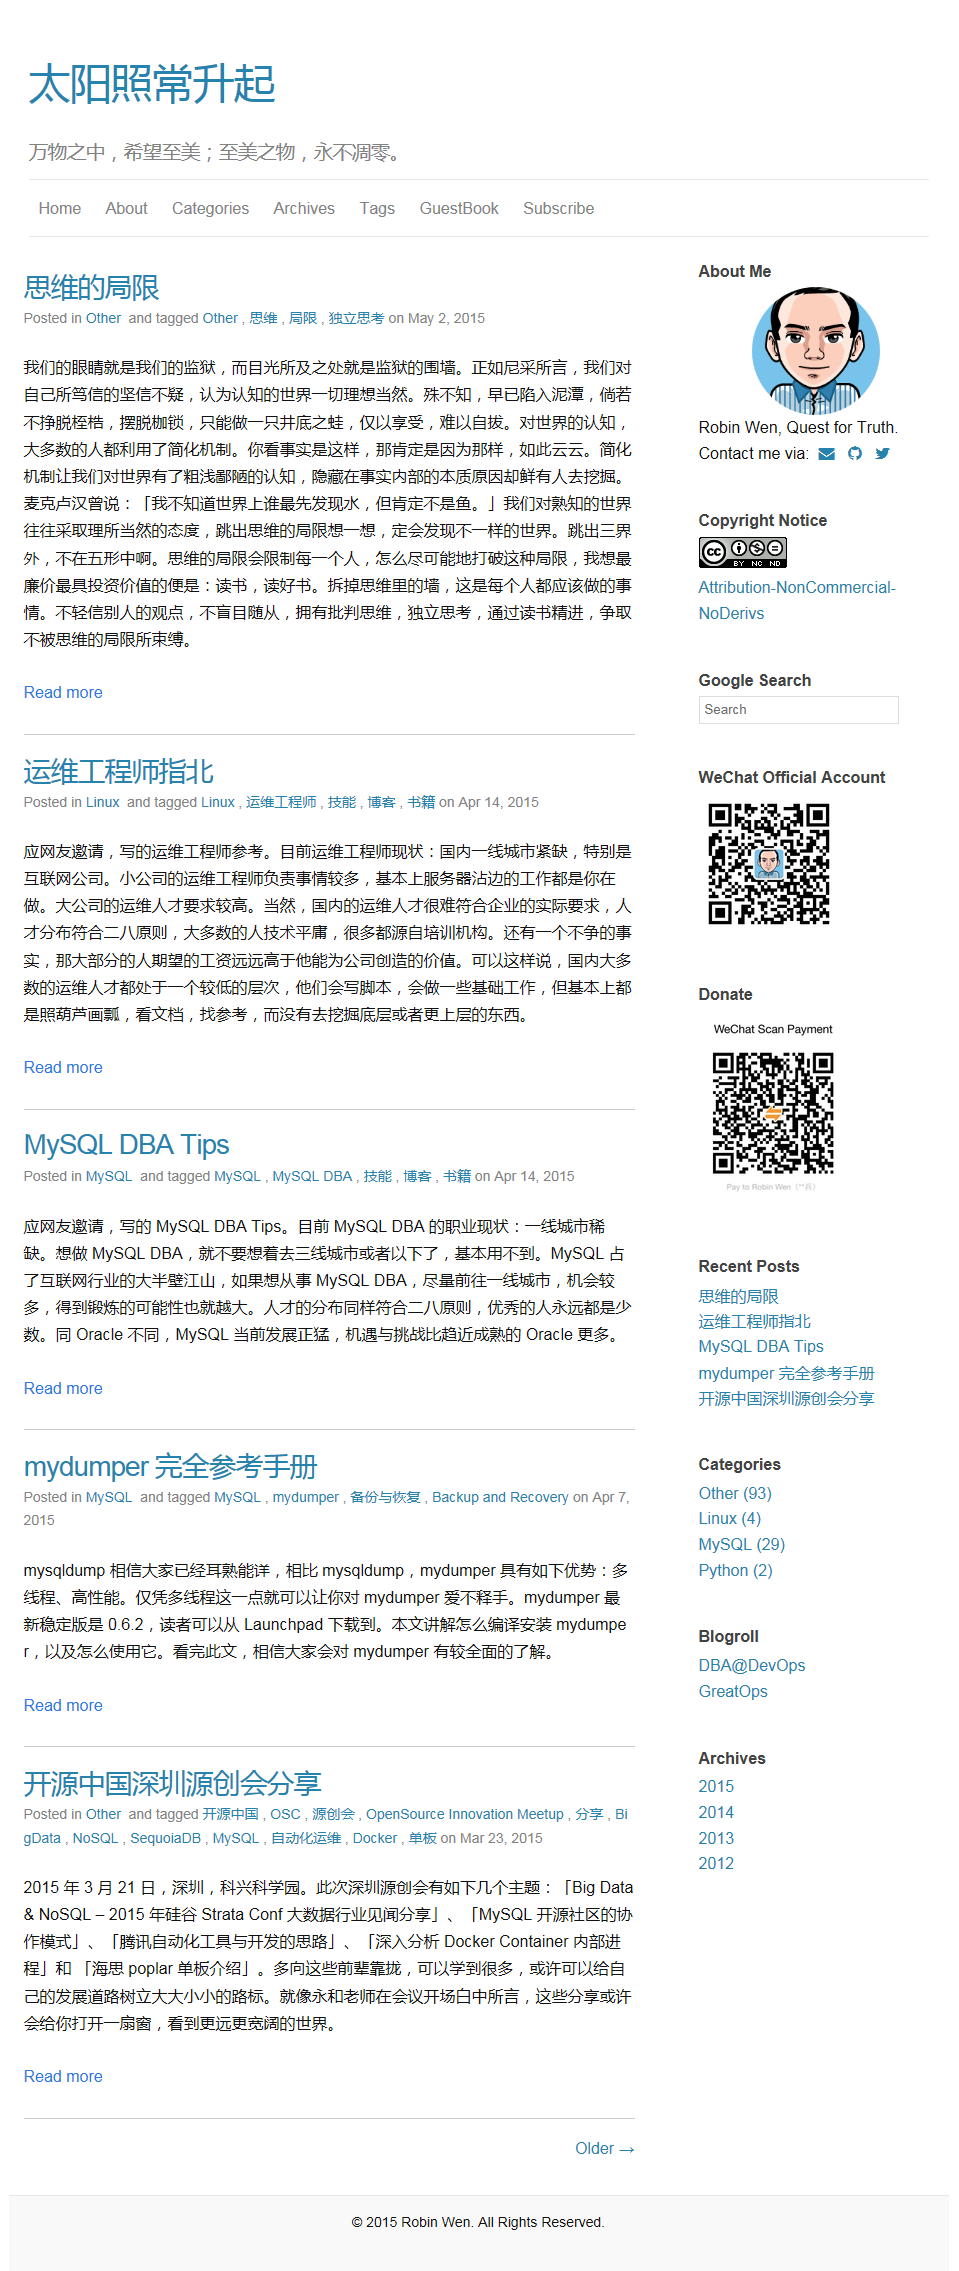 太阳照常升起
万物之中，希望至美；至美之物，永不凋零。
Home About Categories Archives Tags GuestBook Subscribe
思维的局限
Posted in Other and tagged Other , 思维 , 局限 , 独立思考 on May 2, 2015
我们的眼睛就是我们的监狱，而目光所及之处就是监狱的围墙。正如尼采所言，我们对
自己所笃信的坚信不疑，认为认知的世界一切理想当然。殊不知，早已陷入泥潭，倘若
不挣脱桎梏，摆脱枷锁，只能做一只井底之蛙，仅以享受，难以自拔。对世界的认知，
大多数的人都利用了简化机制。你看事实是这样，那肯定是因为那样，如此云云。简化
机制让我们对世界有了粗浅鄙陋的认知，隐藏在事实内部的本质原因却鲜有人去挖掘。
麦克卢汉曾说：「我不知道世界上谁最先发现水，但肯定不是鱼。」我们对熟知的世界
往往采取理所当然的态度，跳出思维的局限想一想，定会发现不一样的世界。跳出三界
外，不在五形中啊。思维的局限会限制每一个人，怎么尽可能地打破这种局限，我想最
廉价最具投资价值的便是：读书，读好书。拆掉思维里的墙，这是每个人都应该做的事
情。不轻信别人的观点，不盲目随从，拥有批判思维，独立思考，通过读书精进，争取
不被思维的局限所束缚。
Read more
运维工程师指北
Posted in Linux and tagged Linux , 运维工程师 , 技能 , 博客 , 书籍 on Apr 14, 2015
应网友邀请，写的运维工程师参考。目前运维工程师现状：国内一线城市紧缺，特别是
互联网公司。小公司的运维工程师负责事情较多，基本上服务器沾边的工作都是你在
做。大公司的运维人才要求较高。当然，国内的运维人才很难符合企业的实际要求，人
才分布符合二八原则，大多数的人技术平庸，很多都源自培训机构。还有一个不争的事
实，那大部分的人期望的工资远远高于他能为公司创造的价值。可以这样说，国内大多
数的运维人才都处于一个较低的层次，他们会写脚本，会做一些基础工作，但基本上都
是照葫芦画瓢，看文档，找参考，而没有去挖掘底层或者更上层的东西。
Read more
MySQL DBA Tips
Posted in MySQL and tagged MySQL , MySQL DBA , 技能 , 博客 , 书籍 on Apr 14, 2015
应网友邀请，写的 MySQL DBA Tips。目前 MySQL DBA 的职业现状：一线城市稀
缺。想做 MySQL DBA，就不要想着去三线城市或者以下了，基本用不到。MySQL 占
了互联网行业的大半壁江山，如果想从事 MySQL DBA，尽量前往一线城市，机会较
多，得到锻炼的可能性也就越大。人才的分布同样符合二八原则，优秀的人永远都是少
数。同 Oracle 不同，MySQL 当前发展正猛，机遇与挑战比趋近成熟的 Oracle 更多。
Read more
mydumper 完全参考手册
Posted in MySQL and tagged MySQL , mydumper , 备份与恢复 , Backup and Recovery on Apr 7,
2015
mysqldump 相信大家已经耳熟能详，相比 mysqldump，mydumper 具有如下优势：多
线程、高性能。仅凭多线程这一点就可以让你对 mydumper 爱不释手。mydumper 最
新稳定版是 0.6.2，读者可以从 Launchpad 下载到。本文讲解怎么编译安装 mydumpe
r，以及怎么使用它。看完此文，相信大家会对 mydumper 有较全面的了解。
Read more
开源中国深圳源创会分享
Posted in Other and tagged 开源中国 , OSC , 源创会 , OpenSource Innovation Meetup , 分享 , Bi
gData , NoSQL , SequoiaDB , MySQL , 自动化运维 , Docker , 单板 on Mar 23, 2015
2015 年 3 月 21 日，深圳，科兴科学园。此次深圳源创会有如下几个主题：「Big Data
& NoSQL – 2015 年硅谷 Strata Conf 大数据行业见闻分享」、「MySQL 开源社区的协
作模式」、「腾讯自动化工具与开发的思路」、「深入分析 Docker Container 内部进
程」和 「海思 poplar 单板介绍」。多向这些前辈靠拢，可以学到很多，或许可以给自
己的发展道路树立大大小小的路标。就像永和老师在会议开场白中所言，这些分享或许
会给你打开一扇窗，看到更远更宽阔的世界。
Read more
Older →
About Me
Robin Wen, Quest for Truth.
Contact me via:
Copyright Notice
cc BY NC ND
Attribution-NonCommercial-
NoDerivs
Google Search
Search
WeChat Official Account
Donate
WeChat Scan Payment
Pay to Robin Wen (**兵)
Recent Posts
思维的局限
运维工程师指北
MySQL DBA Tips
mydumper 完全参考手册
开源中国深圳源创会分享
Categories
Other (93)
Linux (4)
MySQL (29)
Python (2)
Blogroll
DBA@DevOps
GreatOps
Archives
2015
2014
2013
2012
© 2015 Robin Wen. All Rights Reserved.